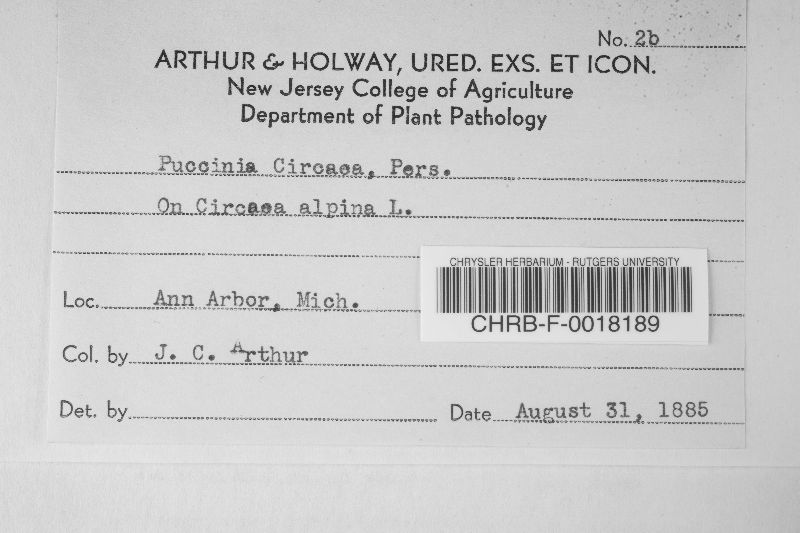 No. 2b
ARTHUR & HOLWAY, URED. EXS. ET ICON.
New Jersey College of Agriculture
Department of Plant Pathology
Puccinia Circaea, Pers.
On Circaea alpina L.
CHRYSLER HERBARIUM - RUTGERS UNIVERSITY
CHRB-F-0018189
Loc. Ann Arbor, Mich.
Col. by J. C. Arthur
Det. by
Date August 31, 1885